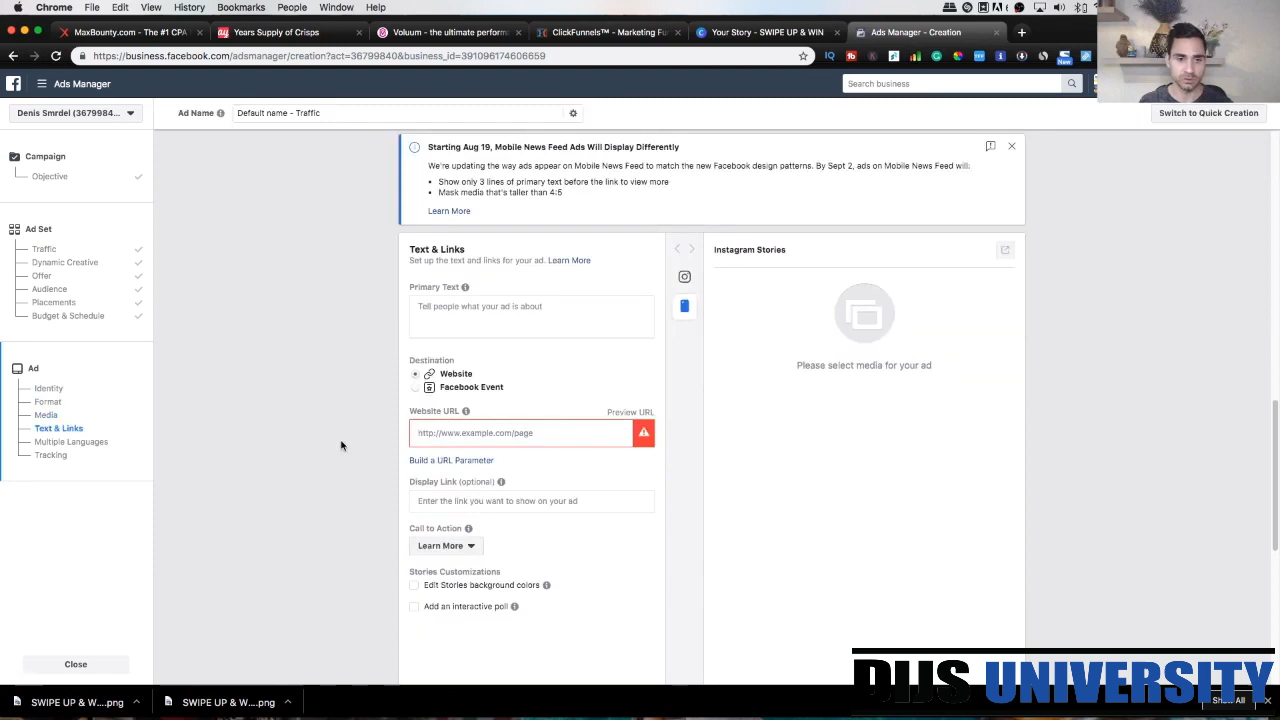 Chrome File Edit View History Bookmarks People Window Help
MaxBounty.com - The #1 CPA Years Supply of Crisps Voluum - the ultimate perform ClickFunnels™ - Marketing Fu Your Story - SWIPE UP & WIN Ads Manager - Creation
https://business.facebook.com/adsmanager/creation?act=36799840&business_id=391096174606659
Ads Manager Search business
Denis Smrdel (3679984... Ad Name Default name - Traffic Switch to Quick Creation
Campaign
Objective
Ad Set
Traffic
Dynamic Creative
Offer
Audience
Placements
Budget & Schedule
Ad
Identity
Format
Media
Text & Links
Multiple Languages
Tracking
Close
Starting Aug 19, Mobile News Feed Ads Will Display Differently
We're updating the way ads appear on Mobile News Feed to match the new Facebook design patterns. By Sept 2, ads on Mobile News Feed will:
• Show only 3 lines of primary text before the link to view more
• Mask media that's taller than 4:5
Learn More
Text & Links
Set up the text and links for your ad. Learn More
Primary Text
Tell people what your ad is about
Destination
Website
Facebook Event
Website URL Preview URL
http://www.example.com/page
Build a URL Parameter
Display Link (optional)
Enter the link you want to show on your ad
Call to Action
Learn More
Stories Customizations
Edit Stories background colors
Add an interactive poll
Instagram Stories
Please select media for your ad
SWIPE UP & W....png SWIPE UP & W....png Show All
DIJS UNIVERSITY